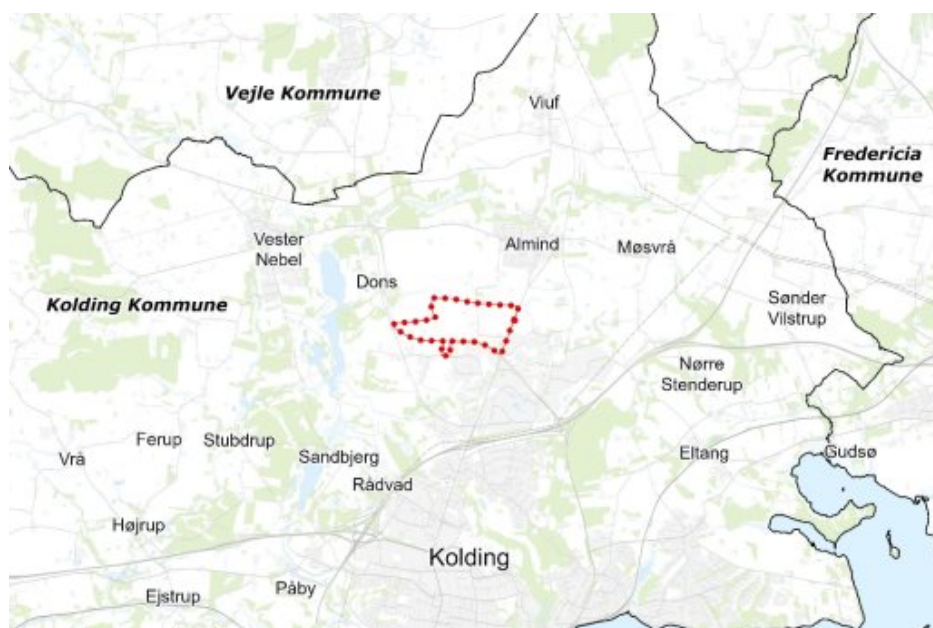 Vejle Kommune
Viuf
Fredericia
Kommune
Vester
Nebel
Almind
Møsvrå
Dons
Kolding Kommune
Sønder
Vilstrup
Nørre
Stenderup
Ferup
Stubdrup
Vrå
Sandbjerg
Eltang
Gudsø
Rådvad
Højrup
Kolding
Påby
Ejstrup